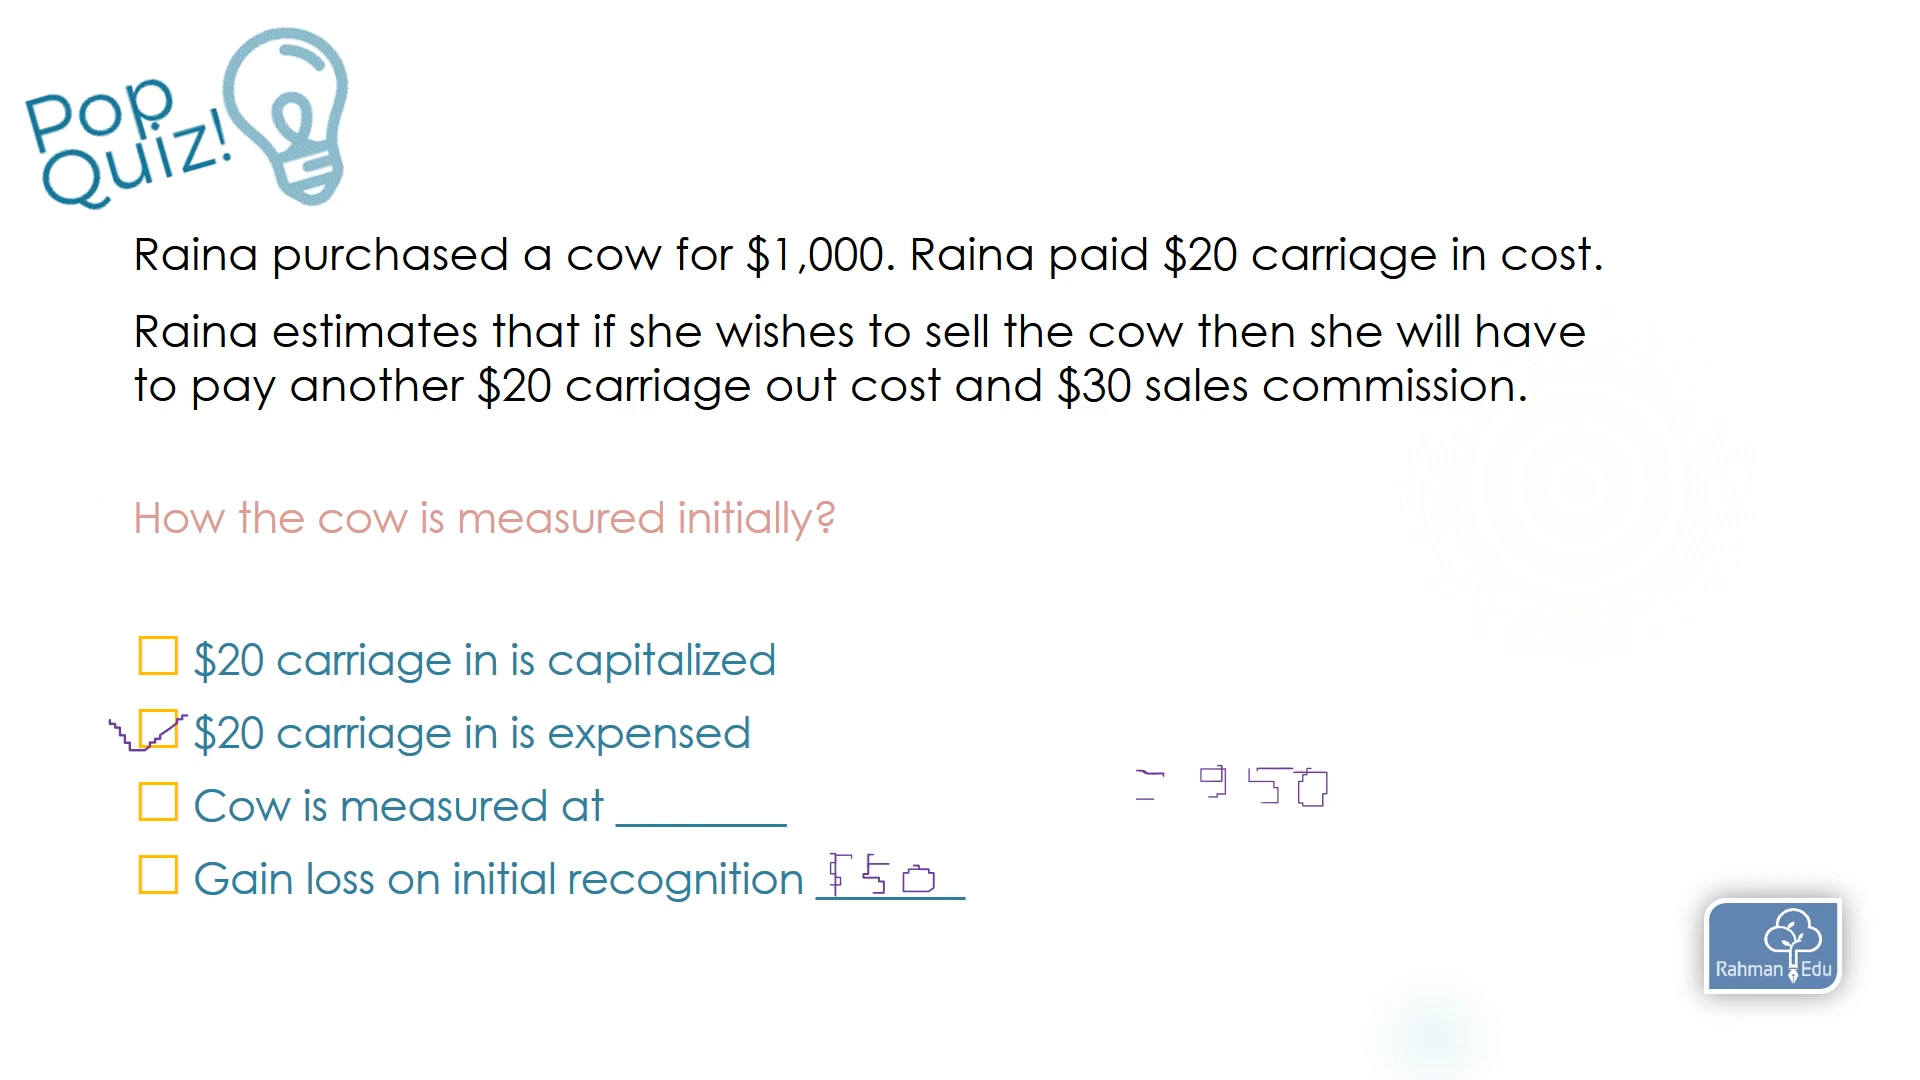 Pop
Quiz!
Raina purchased a cow for $1,000. Raina paid $20 carriage in cost.
Raina estimates that if she wishes to sell the cow then she will have
to pay another $20 carriage out cost and $30 sales commission.
How the cow is measured initially?
$20 carriage in is capitalized
$20 carriage in is expensed
Cow is measured at ________
= 950
Gain loss on initial recognition $50
Rahman Edu